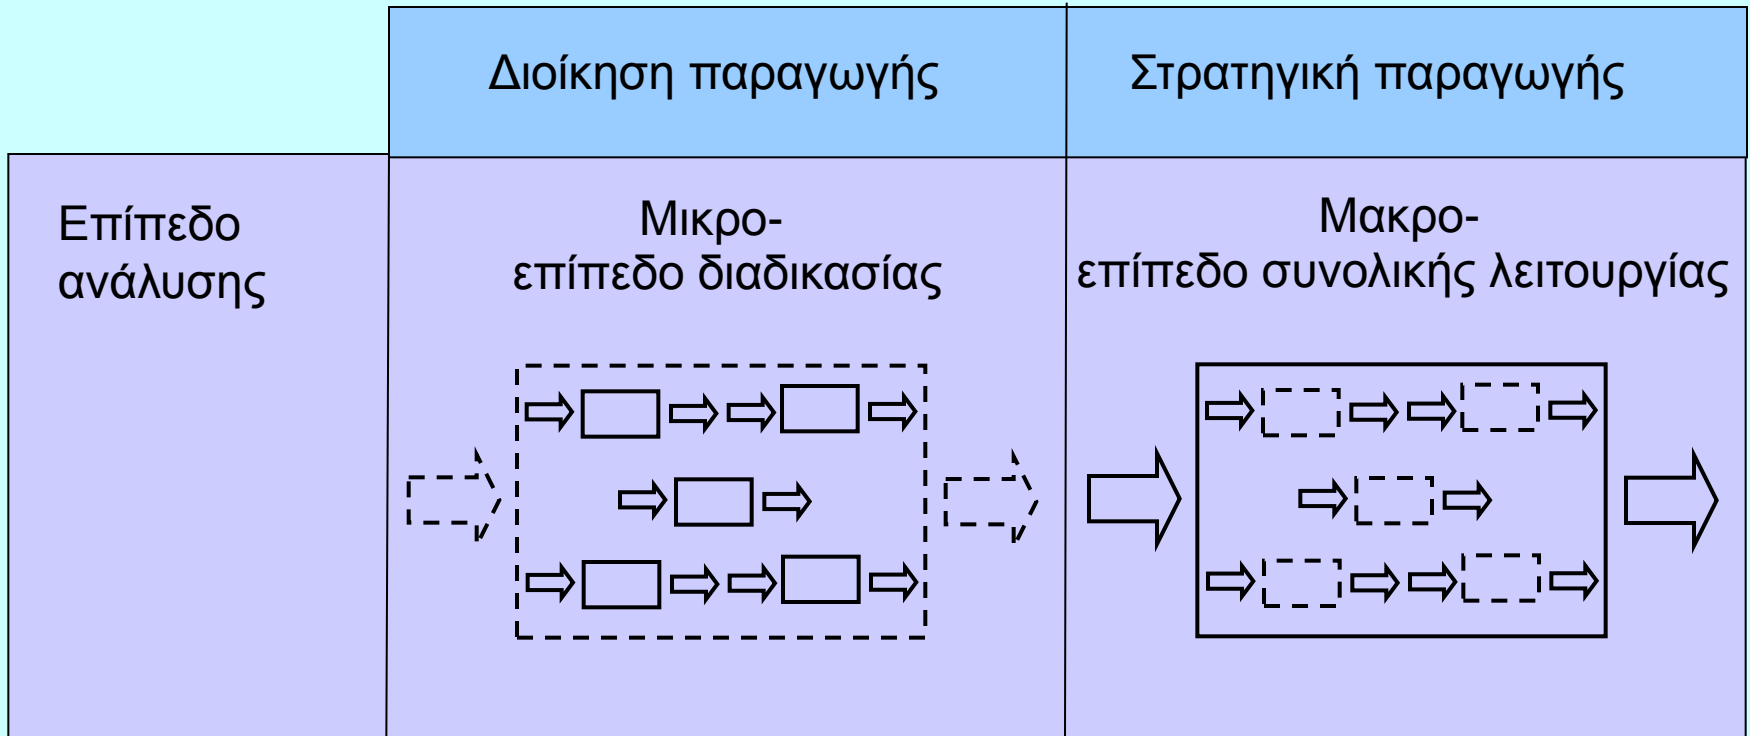 Διοίκηση παραγωγής
Στρατηγική παραγωγής
Επίπεδο
ανάλυσης
Μικρο-
επίπεδο διαδικασίας
Μακρο-
επίπεδο συνολικής λειτουργίας